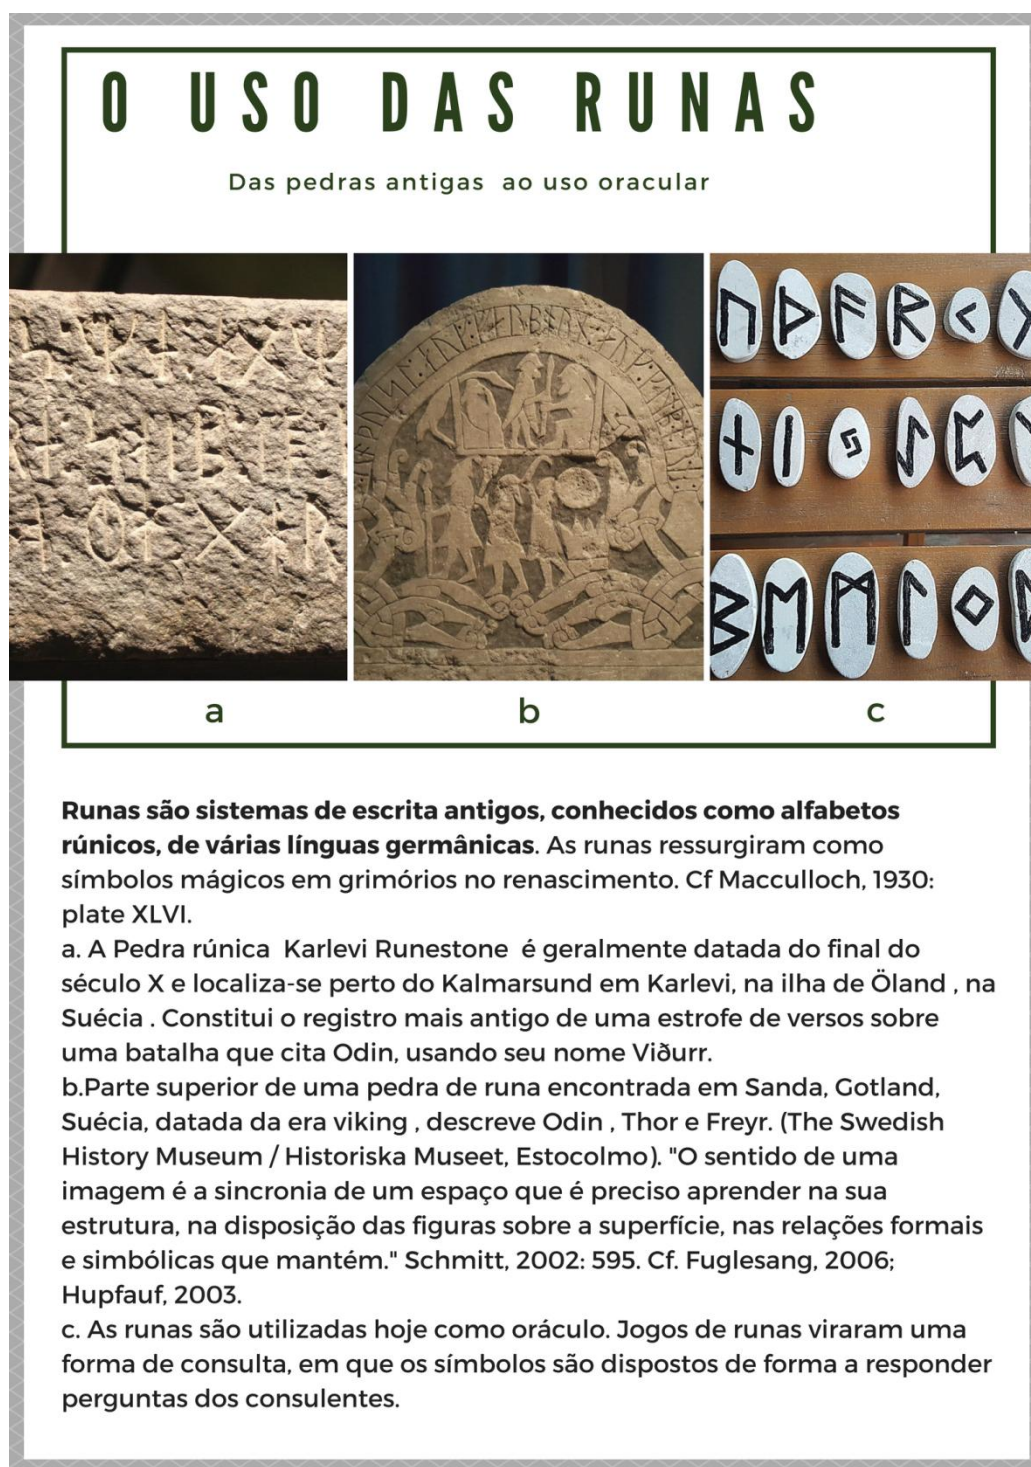 O USO DAS RUNAS
Das pedras antigas ao uso oracular
a
b
c
Runas são sistemas de escrita antigos, conhecidos como alfabetos
rúnicos, de várias línguas germânicas. As runas ressurgiram como
símbolos mágicos em grimórios no renascimento. Cf Macculloch, 1930:
plate XLVI.
a. A Pedra rúnica Karlevi Runestone é geralmente datada do final do
século X e localiza-se perto do Kalmarsund em Karlevi, na ilha de Öland , na
Suécia . Constitui o registro mais antigo de uma estrofe de versos sobre
uma batalha que cita Odin, usando seu nome Viðurr.
b.Parte superior de uma pedra de runa encontrada em Sanda, Gotland,
Suécia, datada da era viking , descreve Odin , Thor e Freyr. (The Swedish
History Museum / Historiska Museet, Estocolmo). "O sentido de uma
imagem é a sincronia de um espaço que é preciso aprender na sua
estrutura, na disposição das figuras sobre a superfície, nas relações formais
e simbólicas que mantém." Schmitt, 2002: 595. Cf. Fuglesang, 2006;
Hupfauf, 2003.
c. As runas são utilizadas hoje como oráculo. Jogos de runas viraram uma
forma de consulta, em que os símbolos são dispostos de forma a responder
perguntas dos consulentes.